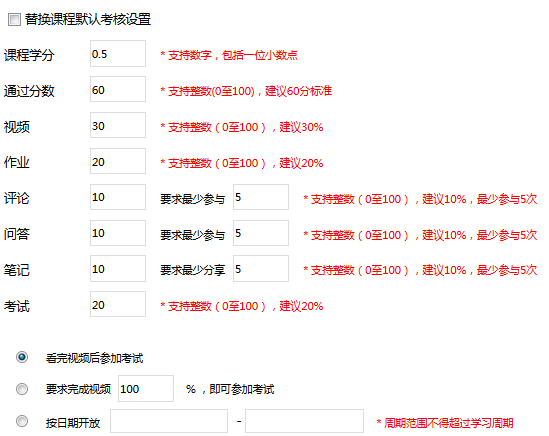 替换课程默认考核设置
课程学分 0.5 * 支持数字，包括一位小数点
通过分数 60 * 支持整数(0至100)，建议60分标准
视频 30 * 支持整数（0至100），建议30%
作业 20 * 支持整数（0至100），建议20%
评论 10 要求最少参与 5 * 支持整数（0至100），建议10%，最少参与5次
问答 10 要求最少参与 5 * 支持整数（0至100），建议10%，最少参与5次
笔记 10 要求最少分享 5 * 支持整数（0至100），建议10%，最少参与5次
考试 20 * 支持整数（0至100），建议20%
看完视频后参加考试
要求完成视频 100 % ，即可参加考试
按日期开放 - * 周期范围不得超过学习周期